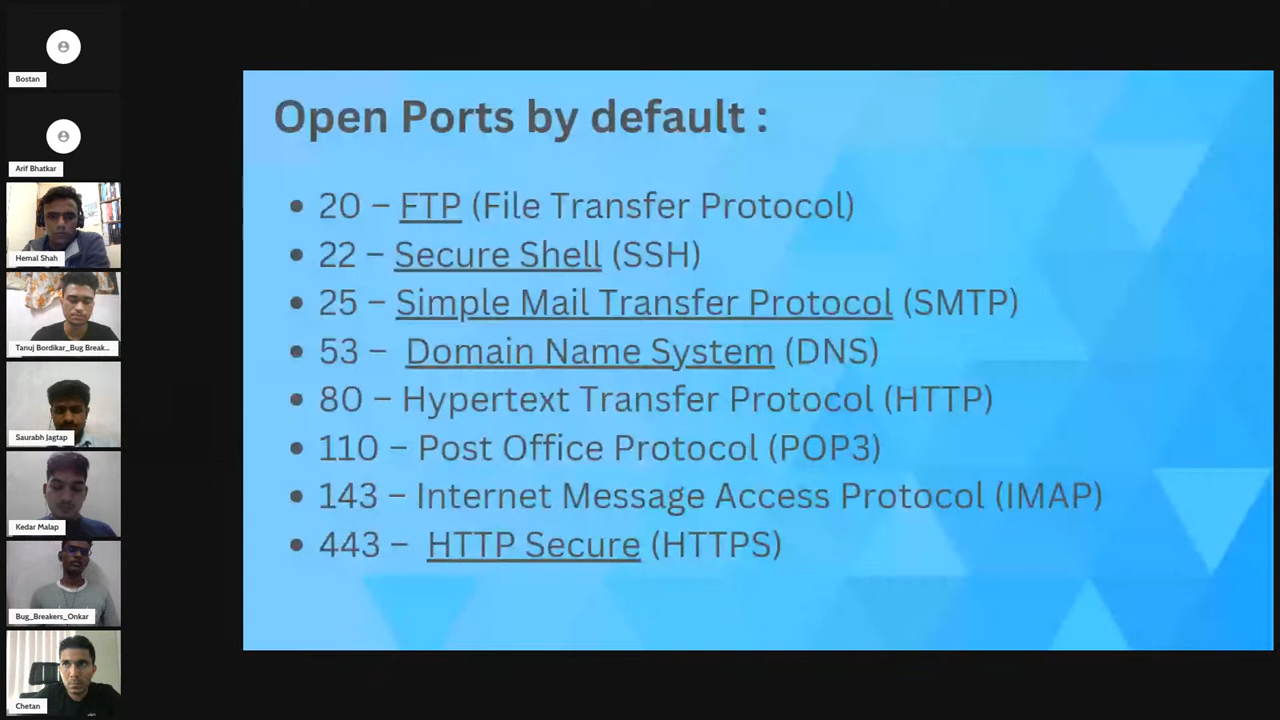 Bostan
Arif Bhatkar
Hemal Shah
Tanuj Bordikar_Bug Break...
Saurabh Jagtap
Kedar Malap
Bug_Breakers_Onkar
Chetan
Open Ports by default :
• 20 – FTP (File Transfer Protocol)
• 22 – Secure Shell (SSH)
• 25 – Simple Mail Transfer Protocol (SMTP)
• 53 – Domain Name System (DNS)
• 80 – Hypertext Transfer Protocol (HTTP)
• 110 – Post Office Protocol (POP3)
• 143 – Internet Message Access Protocol (IMAP)
• 443 – HTTP Secure (HTTPS)